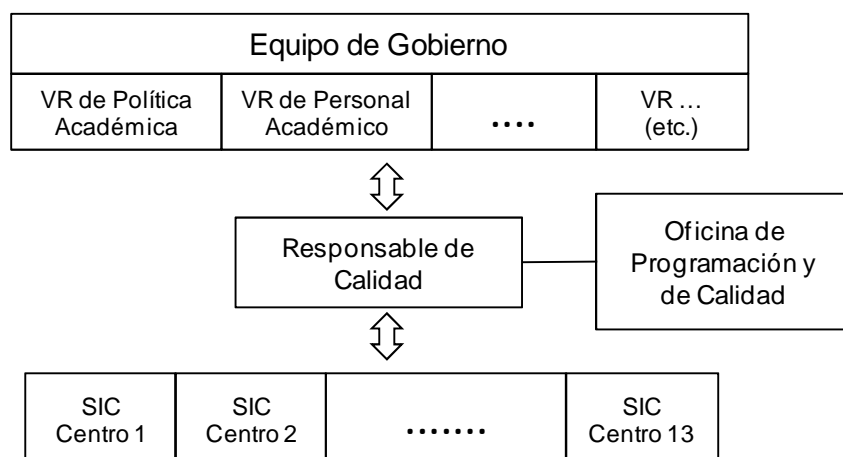 Equipo de Gobierno
VR de Política
Académica
VR de Personal
Académico
....
VR ...
(etc.)
Responsable de
Calidad
Oficina de
Programación y
de Calidad
SIC
Centro 1
SIC
Centro 2
.......
SIC
Centro 13